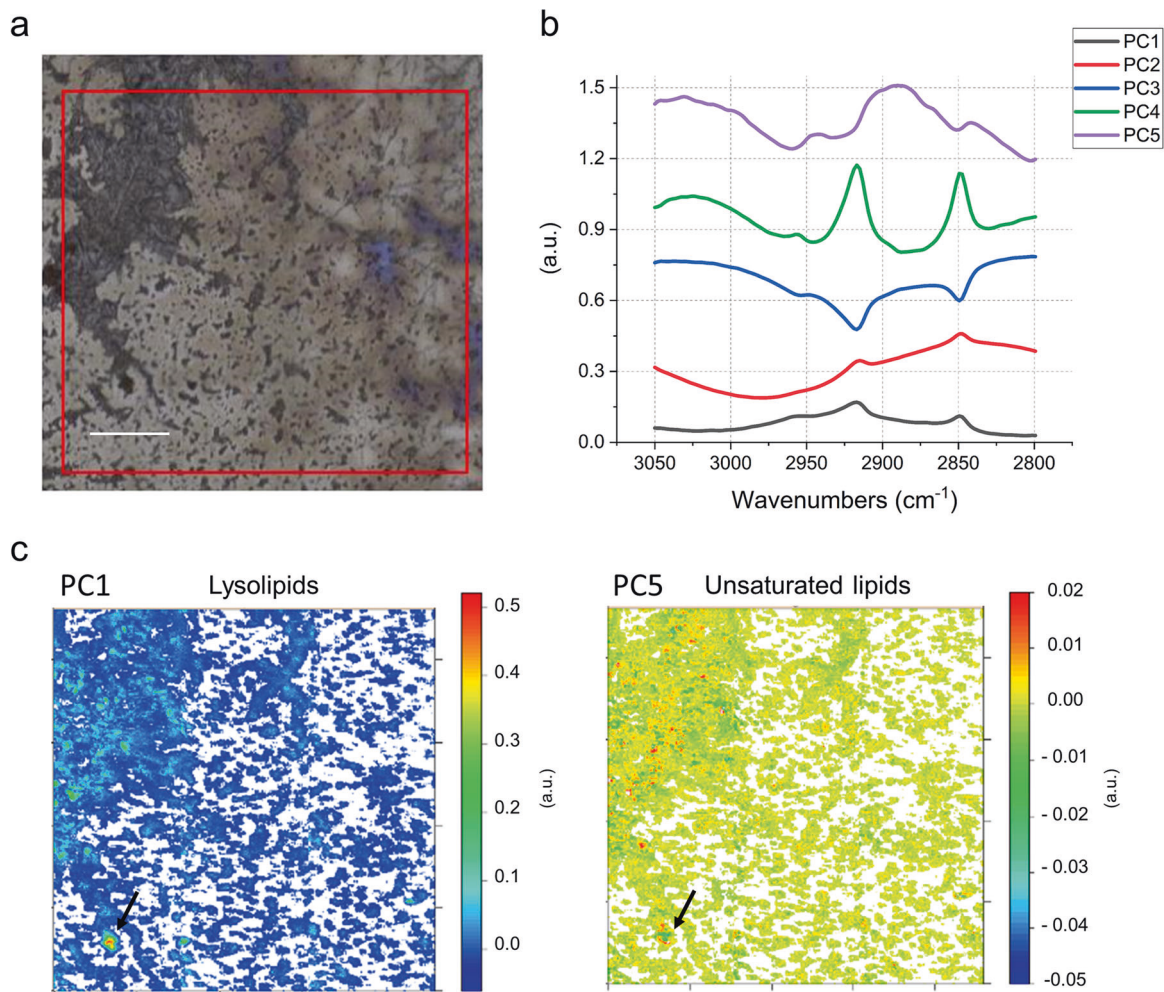 a
b
PC1
PC2
PC3
PC4
PC5
1.5
1.2
0.9
0.6
0.3
0.0
(a.u.)
3050 3000 2950 2900 2850 2800
Wavenumbers (cm⁻¹)
c
PC1 Lysolipids
0.5
0.4
0.3
0.2
0.1
0.0
(a.u.)
PC5 Unsaturated lipids
0.02
0.01
0.00
- 0.01
- 0.02
- 0.03
- 0.04
-0.05
(a.u.)